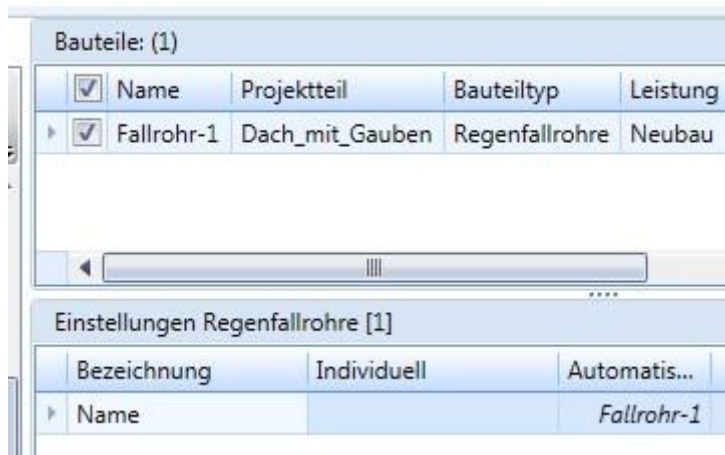 Bauteile: (1)
Name Projektteil Bauteiltyp Leistung
Fallrohr-1 Dach_mit_Gauben Regenfallrohre Neubau
Einstellungen Regenfallrohre [1]
Bezeichnung Individuell Automatis...
Name Fallrohr-1